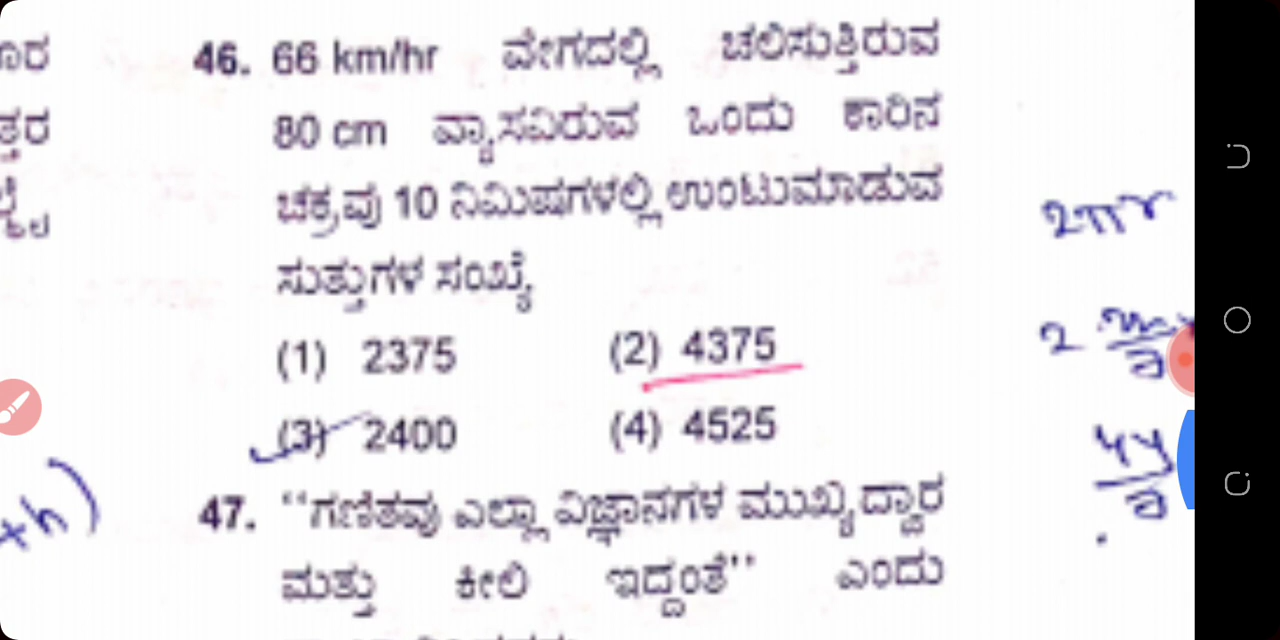 46. 66 km/hr ವೇಗದಲ್ಲಿ ಚಲಿಸುತ್ತಿರುವ
80 cm ವ್ಯಾಸವಿರುವ ಒಂದು ಕಾರಿನ
ಚಕ್ರವು 10 ನಿಮಿಷಗಳಲ್ಲಿ ಉಂಟುಮಾಡುವ
ಸುತ್ತುಗಳ ಸಂಖ್ಯೆ
(1) 2375 (2) 4375
(3) 2400 (4) 4525
47. ‘‘ಗಣಿತವು ಎಲ್ಲಾ ವಿಜ್ಞಾನಗಳ ಮುಖ್ಯದ್ವಾರ
ಮತ್ತು ಕೀಲಿ ಇದ್ದಂತೆ’’ ಎಂದು
2πr
+h)